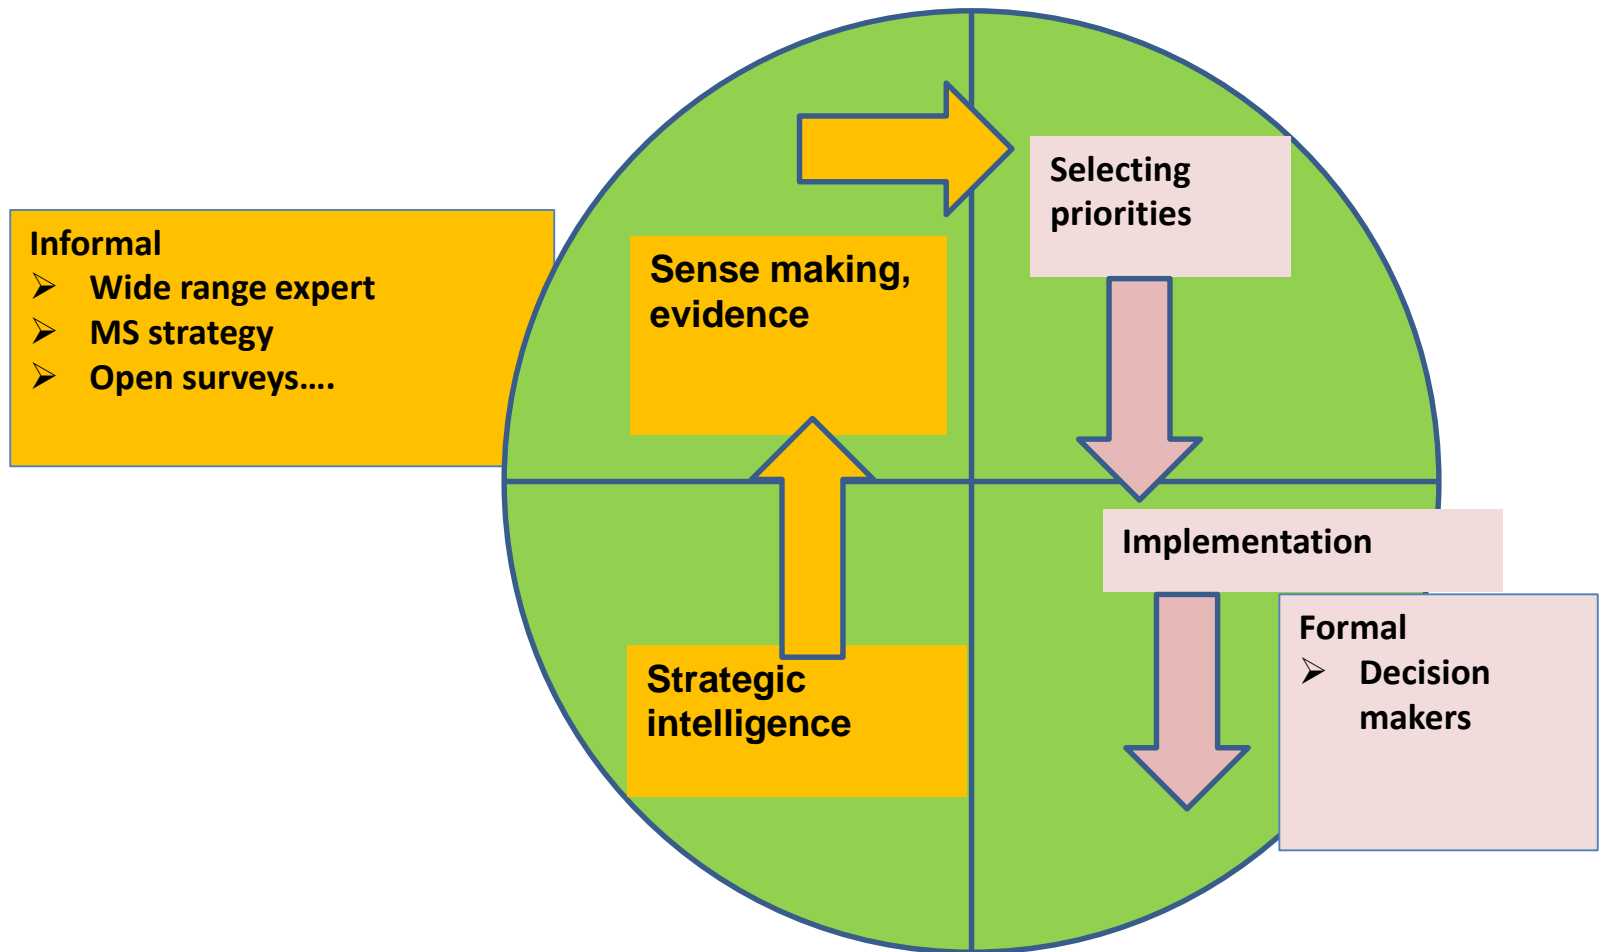 Informal
➢ Wide range expert
➢ MS strategy
➢ Open surveys....
Sense making,
evidence
Strategic
intelligence
Selecting
priorities
Implementation
Formal
➢ Decision
makers